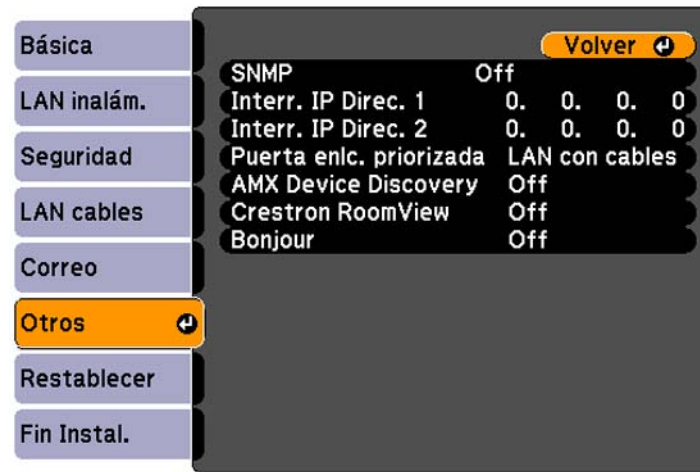 Básica
LAN inalám.
Seguridad
LAN cables
Correo
Otros
Restablecer
Fin Instal.
Volver
SNMP Off
Interr. IP Direc. 1 0. 0. 0. 0
Interr. IP Direc. 2 0. 0. 0. 0
Puerta enlc. priorizada LAN con cables
AMX Device Discovery Off
Crestron RoomView Off
Bonjour Off